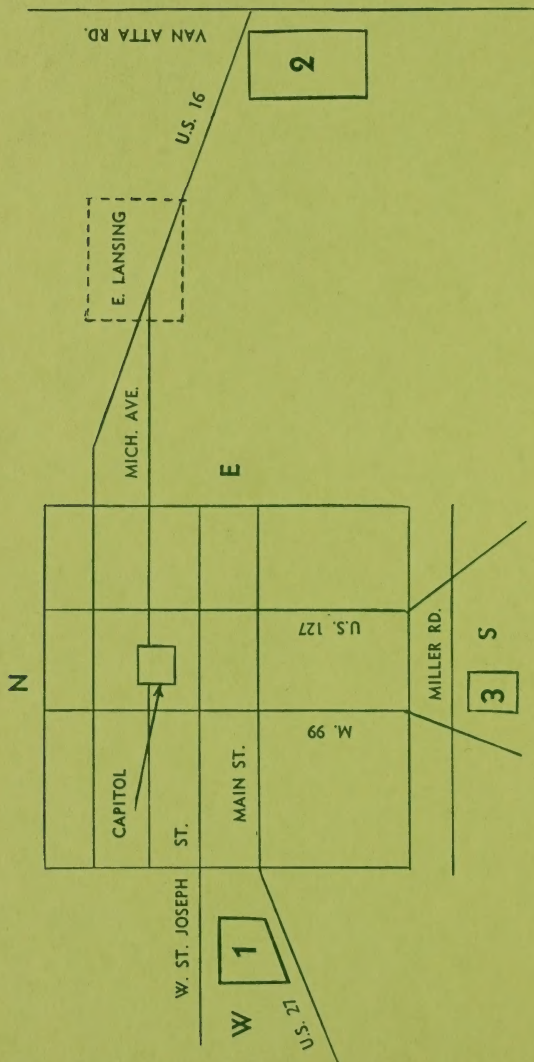 N
VAN ATTA RD.
U.S. 16
2
E. LANSING
MICH. AVE.
E
CAPITOL
W. ST. JOSEPH ST.
MAIN ST.
U.S. 127
M. 99
W
1
U.S. 27
MILLER RD.
3
S